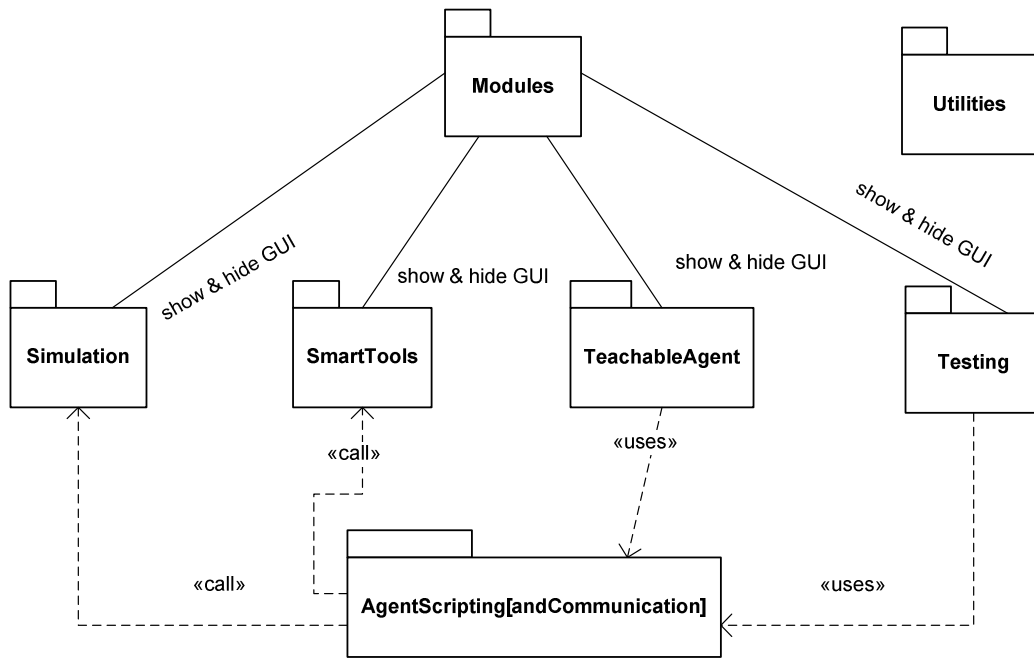 Modules
Utilities
show & hide GUI
show & hide GUI
show & hide GUI
show & hide GUI
Simulation
SmartTools
TeachableAgent
Testing
«call»
«uses»
«call»
«uses»
AgentScripting[andCommunication]